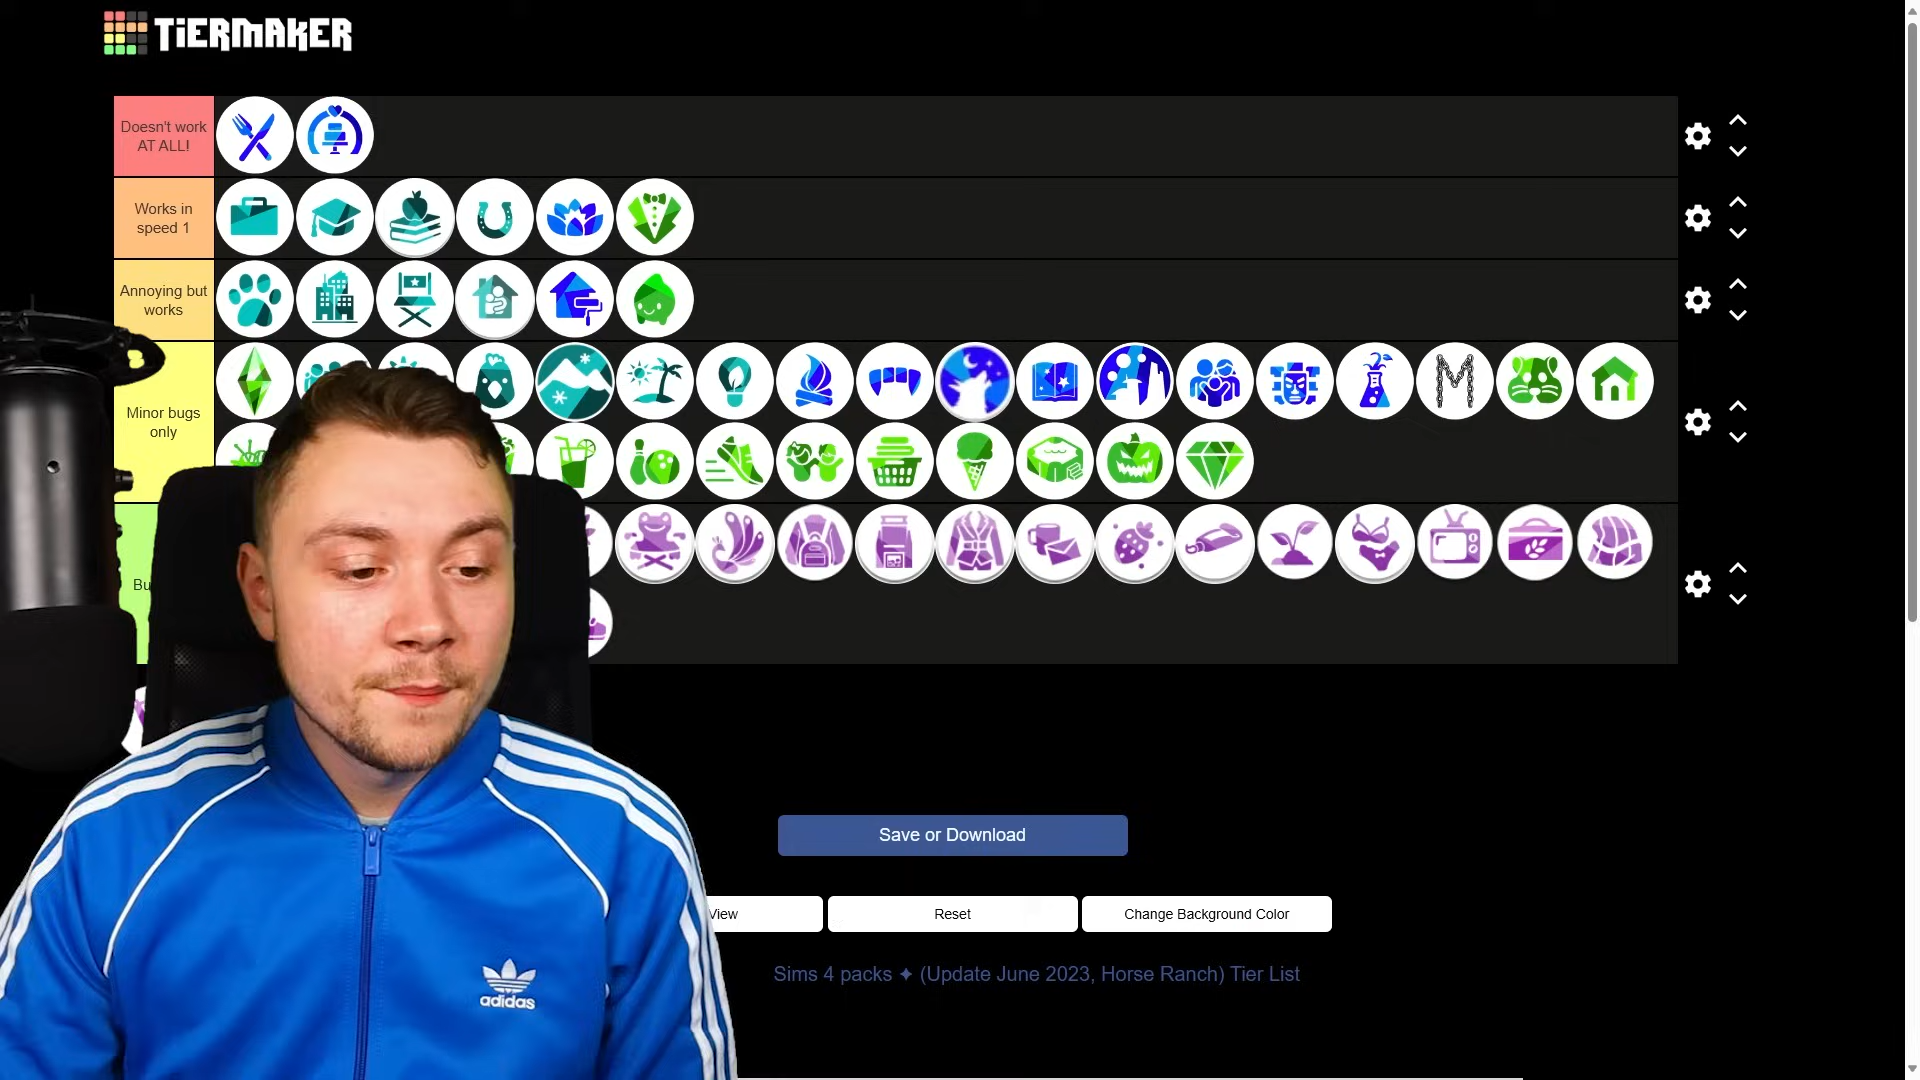 TiERMAKER
Doesn't work
AT ALL!
Works in
speed 1
Annoying but
works
Minor bugs
only
Bu
Save or Download
View
Reset
Change Background Color
Sims 4 packs ✦ (Update June 2023, Horse Ranch) Tier List
adidas